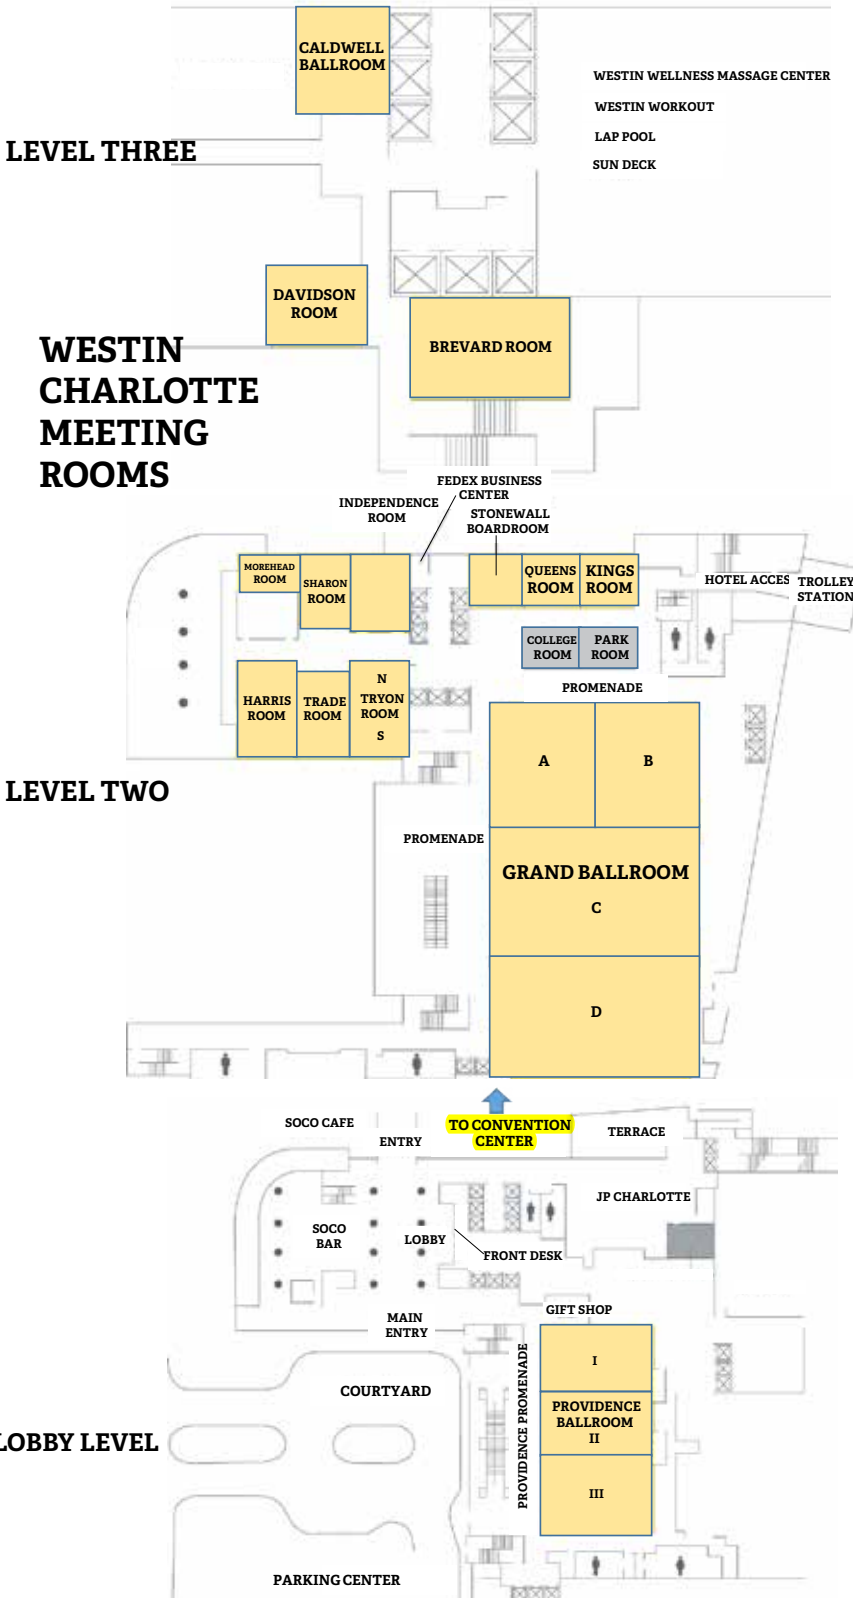 CALDWELL
BALLROOM
WESTIN WELLNESS MASSAGE CENTER
WESTIN WORKOUT
LAP POOL
SUN DECK
LEVEL THREE
DAVIDSON
ROOM
BREVARD ROOM
WESTIN
CHARLOTTE
MEETING
ROOMS
FEDEX BUSINESS
CENTER
INDEPENDENCE
ROOM
STONEWALL
BOARDROOM
MOREHEAD
ROOM
SHARON
ROOM
QUEENS
ROOM
KINGS
ROOM
HOTEL ACCES
TROLLEY
STATION
COLLEGE
ROOM
PARK
ROOM
PROMENADE
HARRIS
ROOM
TRADE
ROOM
N
TRYON
ROOM
S
A
B
LEVEL TWO
PROMENADE
GRAND BALLROOM
C
D
TO CONVENTION
CENTER
SOCO CAFE
ENTRY
TERRACE
JP CHARLOTTE
SOCO
BAR
LOBBY
FRONT DESK
GIFT SHOP
MAIN
ENTRY
I
PROVIDENCE PROMENADE
COURTYARD
PROVIDENCE
BALLROOM
II
LOBBY LEVEL
III
PARKING CENTER